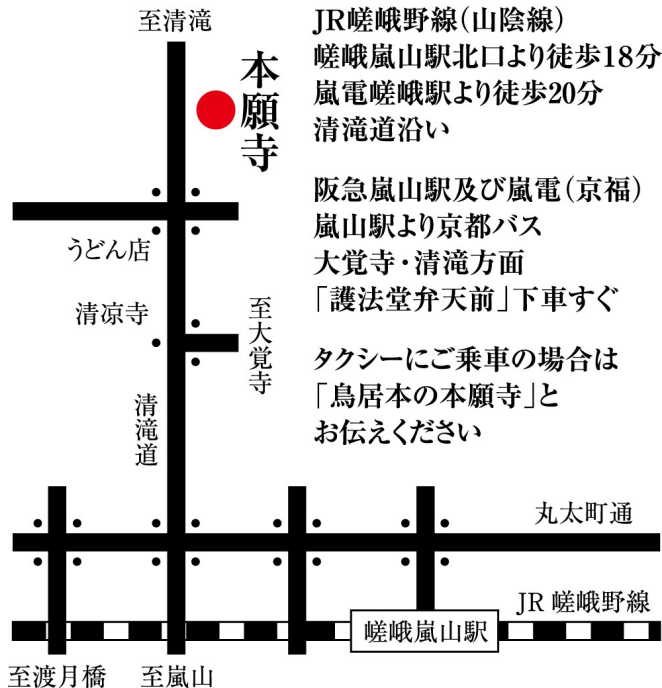 至清滝
本願寺
うどん店
清凉寺
至大覚寺
清滝道
丸太町通
JR 嵯峨野線
嵯峨嵐山駅
至渡月橋
至嵐山
JR嵯峨野線（山陰線）
嵯峨嵐山駅北口より徒歩18分
嵐電嵯峨駅より徒歩20分
清滝道沿い
阪急嵐山駅及び嵐電（京福）
嵐山駅より京都バス
大覚寺・清滝方面
「護法堂弁天前」下車すぐ
タクシーにご乗車の場合は
「鳥居本の本願寺」と
お伝えください